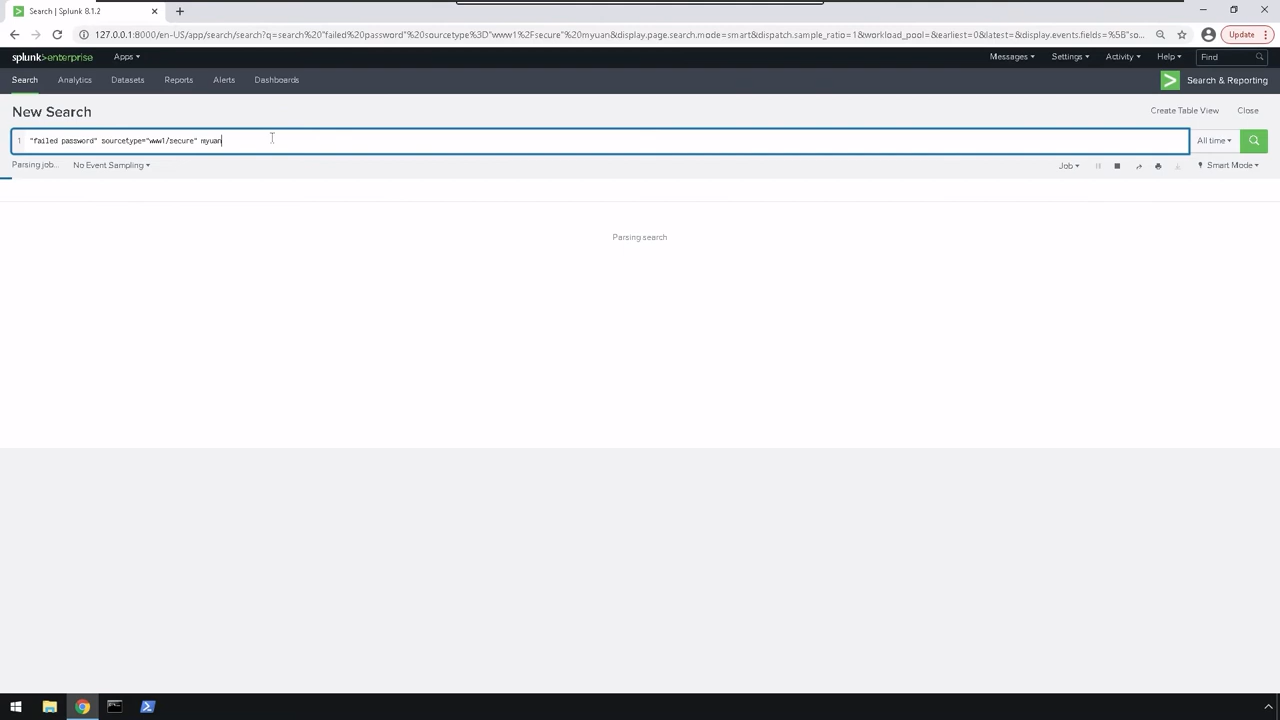 Search | Splunk 8.1.2
127.0.0.1:8000/en-US/app/search/search?q=search%20"failed%20password"%20sourcetype%3D"www1%2Fsecure"%20myuan&display.page.search.mode=smart&dispatch.sample_ratio=1&workload_pool=&earliest=0&latest=&display.events.fields=%5B"so...
Update
splunk>enterprise Apps
Messages Settings Activity Help Find
Search Analytics Datasets Reports Alerts Dashboards
> Search & Reporting
New Search
Create Table View Close
1 "failed password" sourcetype="www1/secure" myuan
All time
Parsing job... No Event Sampling
Job Smart Mode
Parsing search